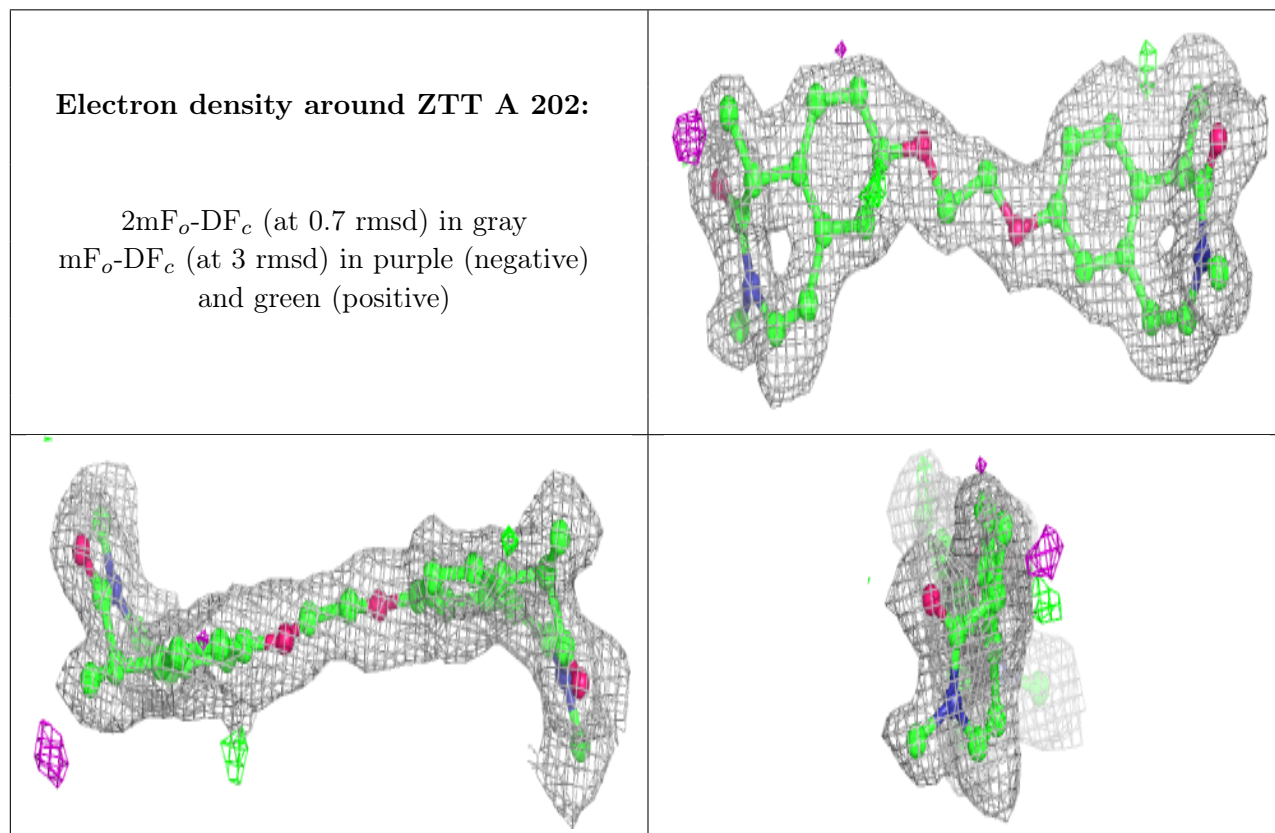 Electron density around ZTT A 202:
2mFo-DFc (at 0.7 rmsd) in gray
mFo-DFc (at 3 rmsd) in purple (negative)
and green (positive)